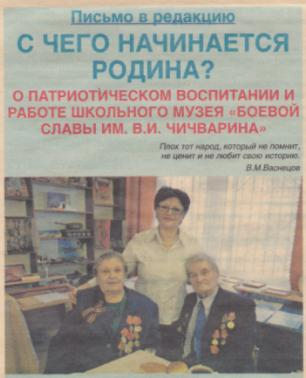 Письмо в редакцию
С ЧЕГО НАЧИНАЕТСЯ
РОДИНА?
О ПАТРИОТИЧЕСКОМ ВОСПИТАНИИ И
РАБОТЕ ШКОЛЬНОГО МУЗЕЯ «БОЕВОЙ
СЛАВЫ ИМ. В.И. ЧИЧВАРИНА»
Плох тот народ, который не помнит,
не ценит и не любит свою историю.
В.М.Васнецов